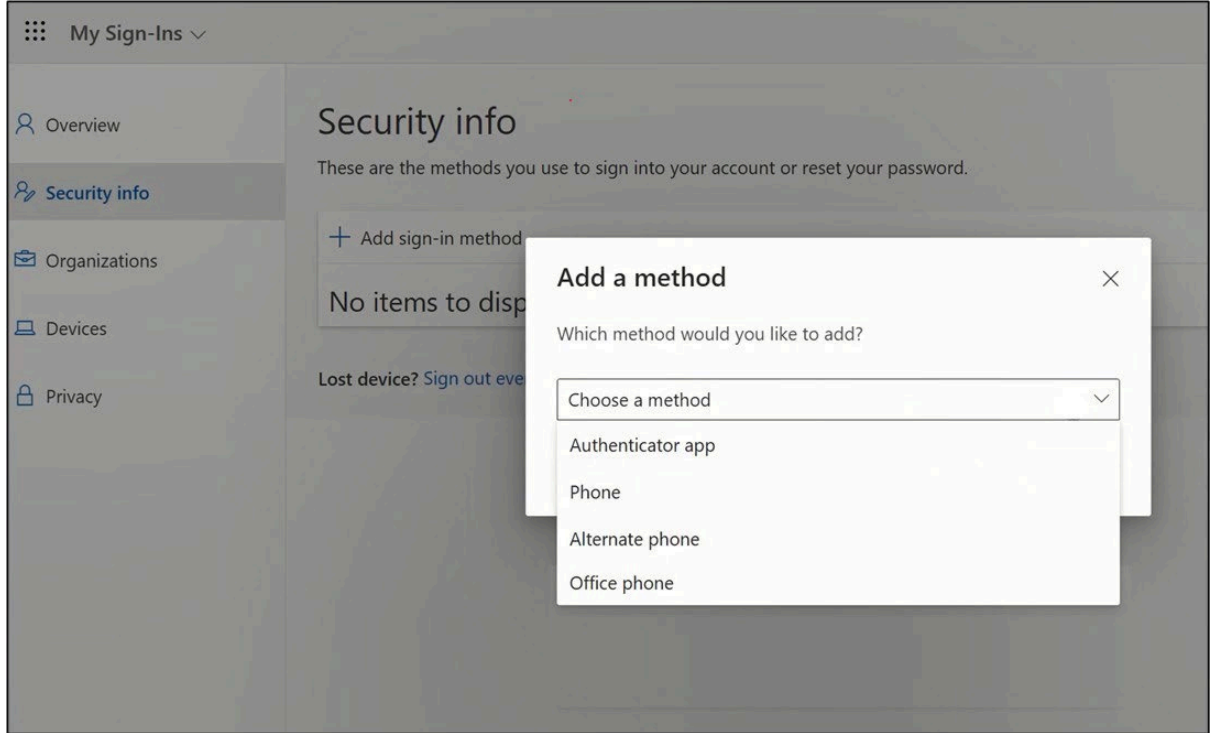 My Sign-Ins
Overview
Security info
Organizations
Devices
Privacy
Security info
These are the methods you use to sign into your account or reset your password.
+ Add sign-in method
No items to disp
Lost device? Sign out eve
Add a method
Which method would you like to add?
Choose a method
Authenticator app
Phone
Alternate phone
Office phone